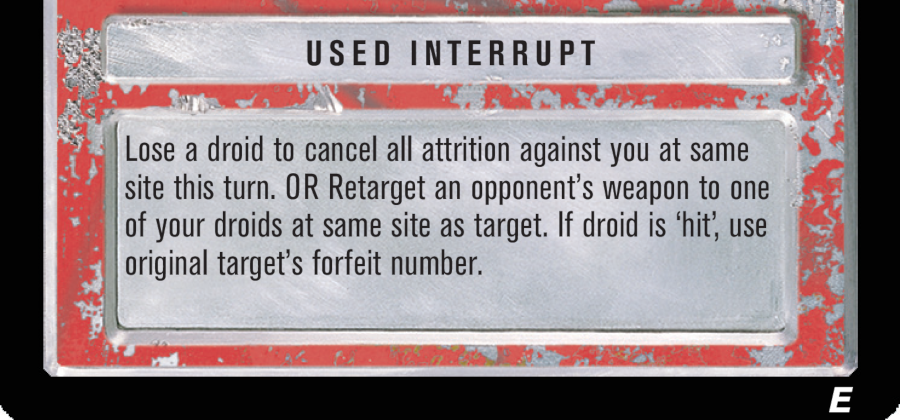 USED INTERRUPT
Lose a droid to cancel all attrition against you at same
site this turn. OR Retarget an opponent's weapon to one
of your droids at same site as target. If droid is ‘hit’, use
original target's forfeit number.
E